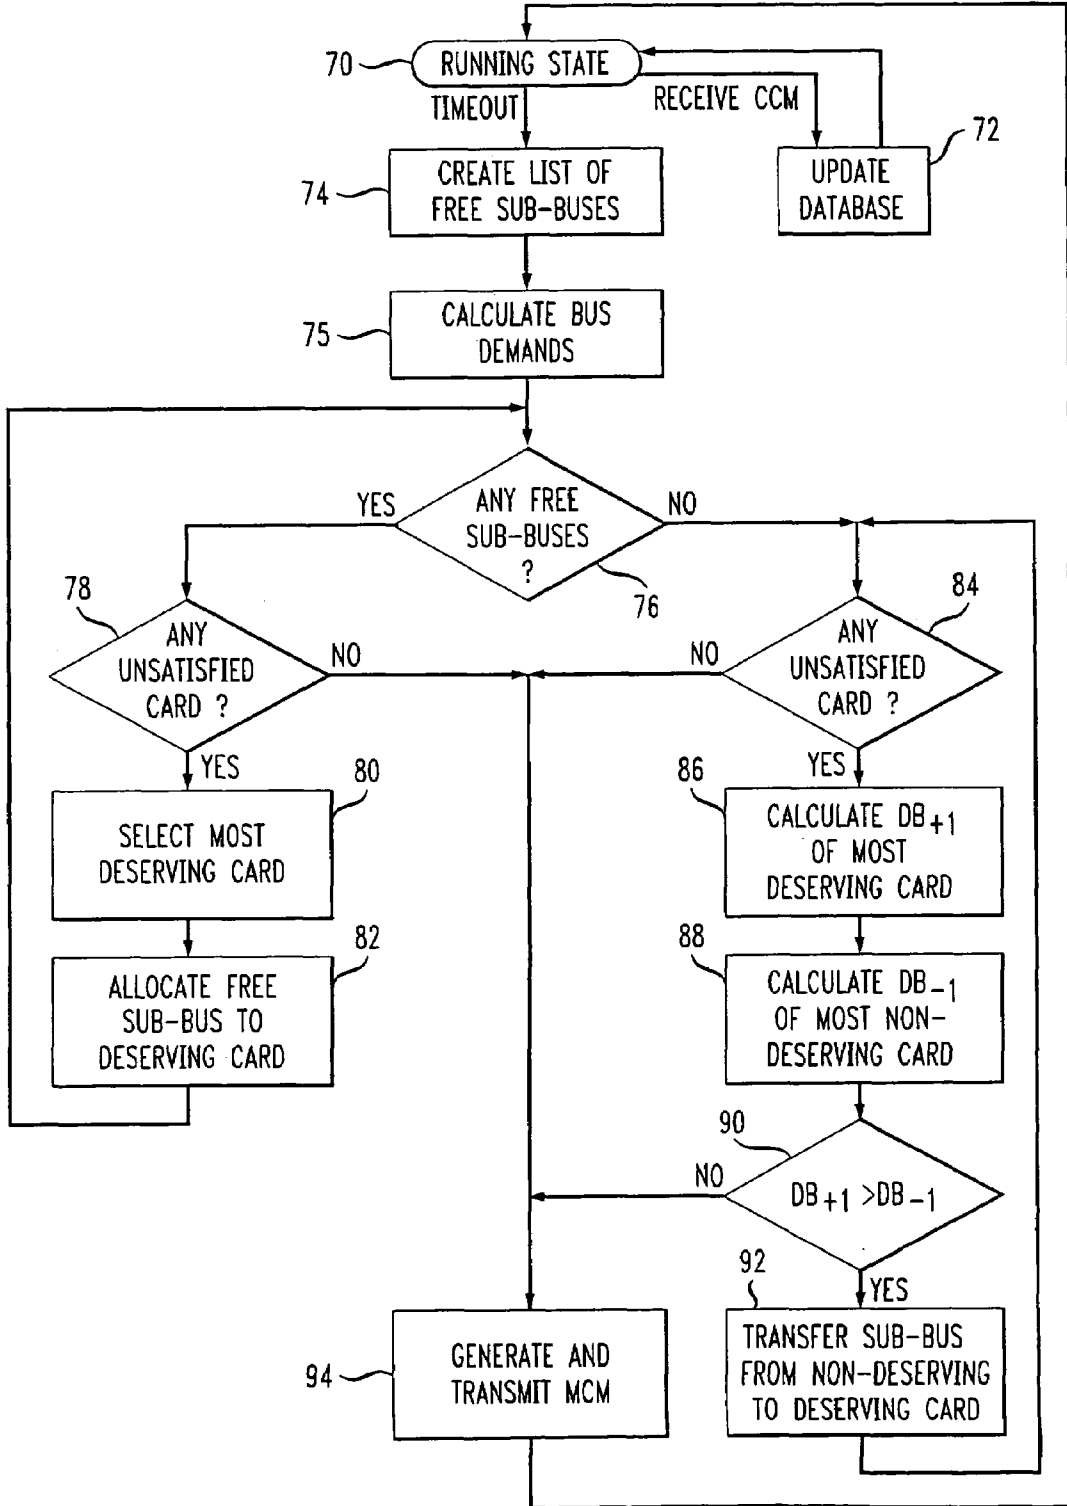 70
RUNNING STATE
TIMEOUT
RECEIVE CCM
72
UPDATE
DATABASE
74
CREATE LIST OF
FREE SUB-BUSES
75
CALCULATE BUS
DEMANDS
YES
ANY FREE
SUB-BUSES
?
NO
76
78
ANY
UNSATISFIED
CARD ?
NO
YES
84
ANY
UNSATISFIED
CARD ?
NO
YES
80
SELECT MOST
DESERVING CARD
82
ALLOCATE FREE
SUB-BUS TO
DESERVING CARD
86
CALCULATE DB+1
OF MOST
DESERVING CARD
88
CALCULATE DB-1
OF MOST NON-
DESERVING CARD
90
NO
DB+1 >DB-1
YES
92
TRANSFER SUB-BUS
FROM NON-DESERVING
TO DESERVING CARD
94
GENERATE AND
TRANSMIT MCM